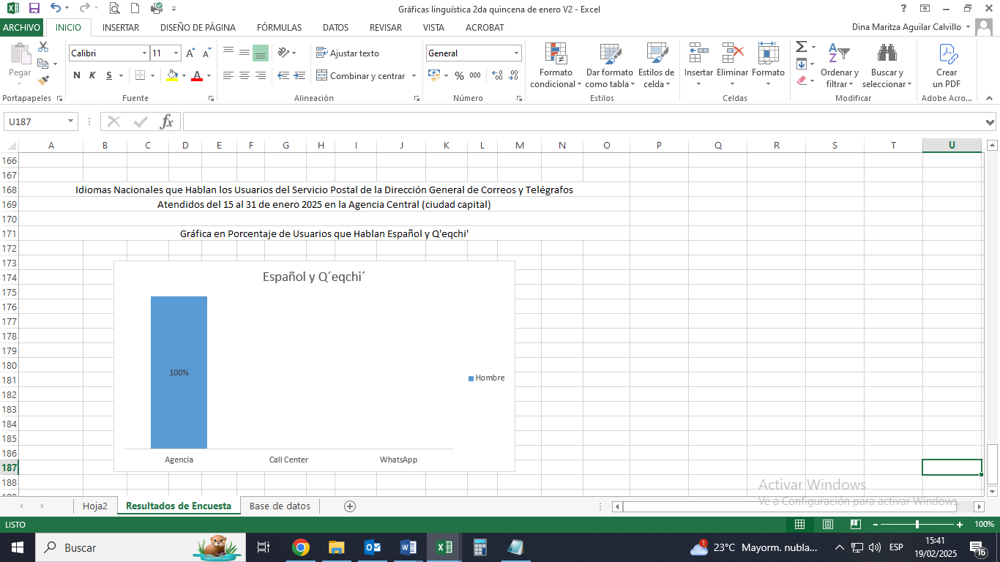 Gráficas linguística 2da quincena de enero V2 - Excel
ARCHIVO INICIO INSERTAR DISEÑO DE PÁGINA FÓRMULAS DATOS REVISAR VISTA ACROBAT
Dina Maritza Aguilar Calvillo
Pegar
Calibri 11
N K S
Ajustar texto
Combinar y centrar
General
% 000
Formato condicional
Dar formato como tabla
Estilos de celda
Insertar Eliminar Formato
Ordenar y filtrar
Buscar y seleccionar
Crear un PDF
Portapapeles Fuente Alineación Número Estilos Celdas Modificar Adobe Acro...
U187
fx
A B C D E F G H I J K L M N O P Q R S T U
166
167
168 Idiomas Nacionales que Hablan los Usuarios del Servicio Postal de la Dirección General de Correos y Telégrafos
169 Atendidos del 15 al 31 de enero 2025 en la Agencia Central (ciudad capital)
170
171 Gráfica en Porcentaje de Usuarios que Hablan Español y Q'eqchi'
172
173
174 Español y Q´eqchi´
175
176
177
178
179
180
181
182
183
184
185
186
187
188
100%
Hombre
Agencia Call Center WhatsApp
Activar Windows
Ve a Configuración para activar Windows.
Hoja2 Resultados de Encuesta Base de datos
LISTO
100%
Buscar
23°C Mayorm. nubla...
ESP
15:41
19/02/2025
16